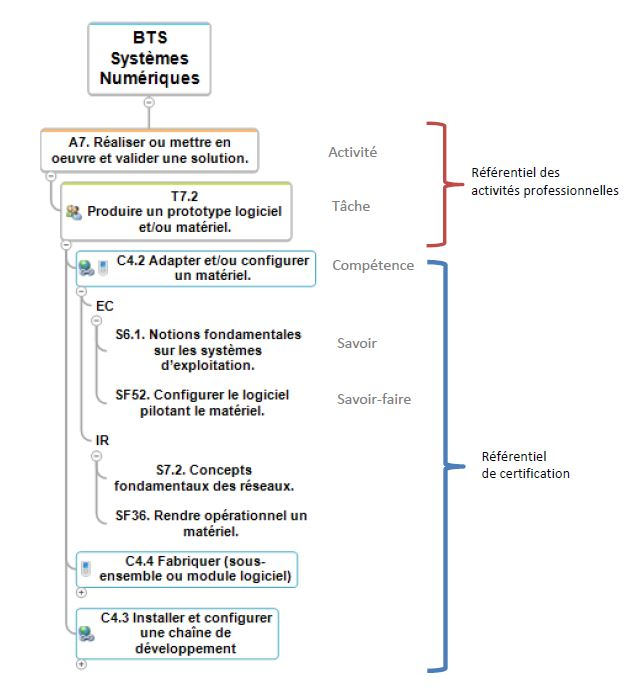 BTS
Systèmes
Numériques
A7. Réaliser ou mettre en
oeuvre et valider une solution.
Activité
Référentiel des
activités professionnelles
T7.2
Produire un prototype logiciel
et/ou matériel.
Tâche
C4.2 Adapter et/ou configurer
un matériel.
Compétence
EC
S6.1. Notions fondamentales
sur les systèmes
d'exploitation.
Savoir
SF52. Configurer le logiciel
pilotant le matériel.
Savoir-faire
IR
Référentiel
de certification
S7.2. Concepts
fondamentaux des réseaux.
SF36. Rendre opérationnel un
matériel.
C4.4 Fabriquer (sous-
ensemble ou module logiciel)
C4.3 Installer et configurer
une chaîne de
développement